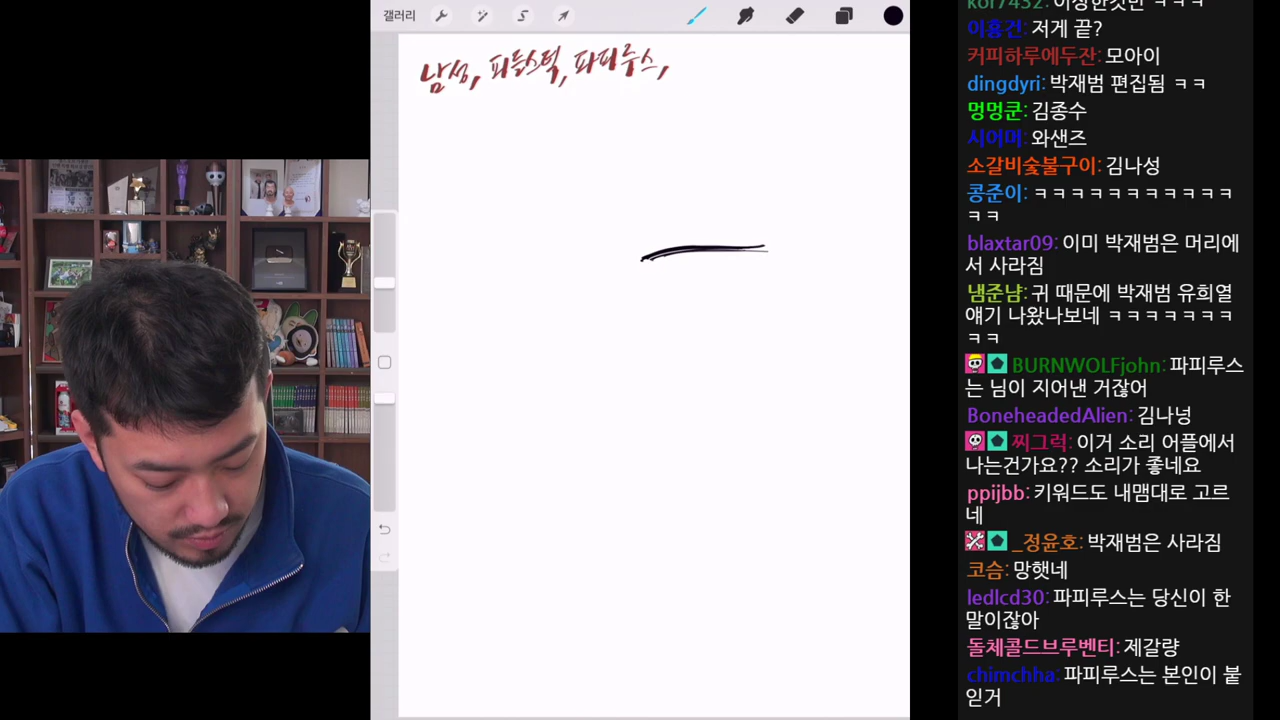 갤러리
남성, 피들스틱, 파피루스,
kor7432: 이상한것만 ㅋㅋㅋ
이흥건: 저게 끝?
커피하루에두잔: 모아이
dingdyri: 박재범 편집됨 ㅋㅋ
멍멍쿤: 김종수
시어미: 와샌즈
소갈비숯불구이: 김나성
콩준이: ㅋㅋㅋㅋㅋㅋㅋㅋㅋㅋㅋ
ㅋㅋ
blaxtar09: 이미 박재범은 머리에
서 사라짐
냄준냠: 귀 때문에 박재범 유희열
얘기 나왔나보네 ㅋㅋㅋㅋㅋㅋㅋ
ㅋㅋ
BURNWOLFjohn: 파피루스
는 님이 지어낸 거잖어
BoneheadedAlien: 김나넝
찌그럭: 이거 소리 어플에서
나는건가요?? 소리가 좋네요
ppijbb: 키워드도 내맴대로 고르
네
_정윤호: 박재범은 사라짐
코슴: 망햇네
ledlcd30: 파피루스는 당신이 한
말이잖아
돌체콜드브루벤티: 제갈량
chimchha: 파피루스는 본인이 붙
읻거